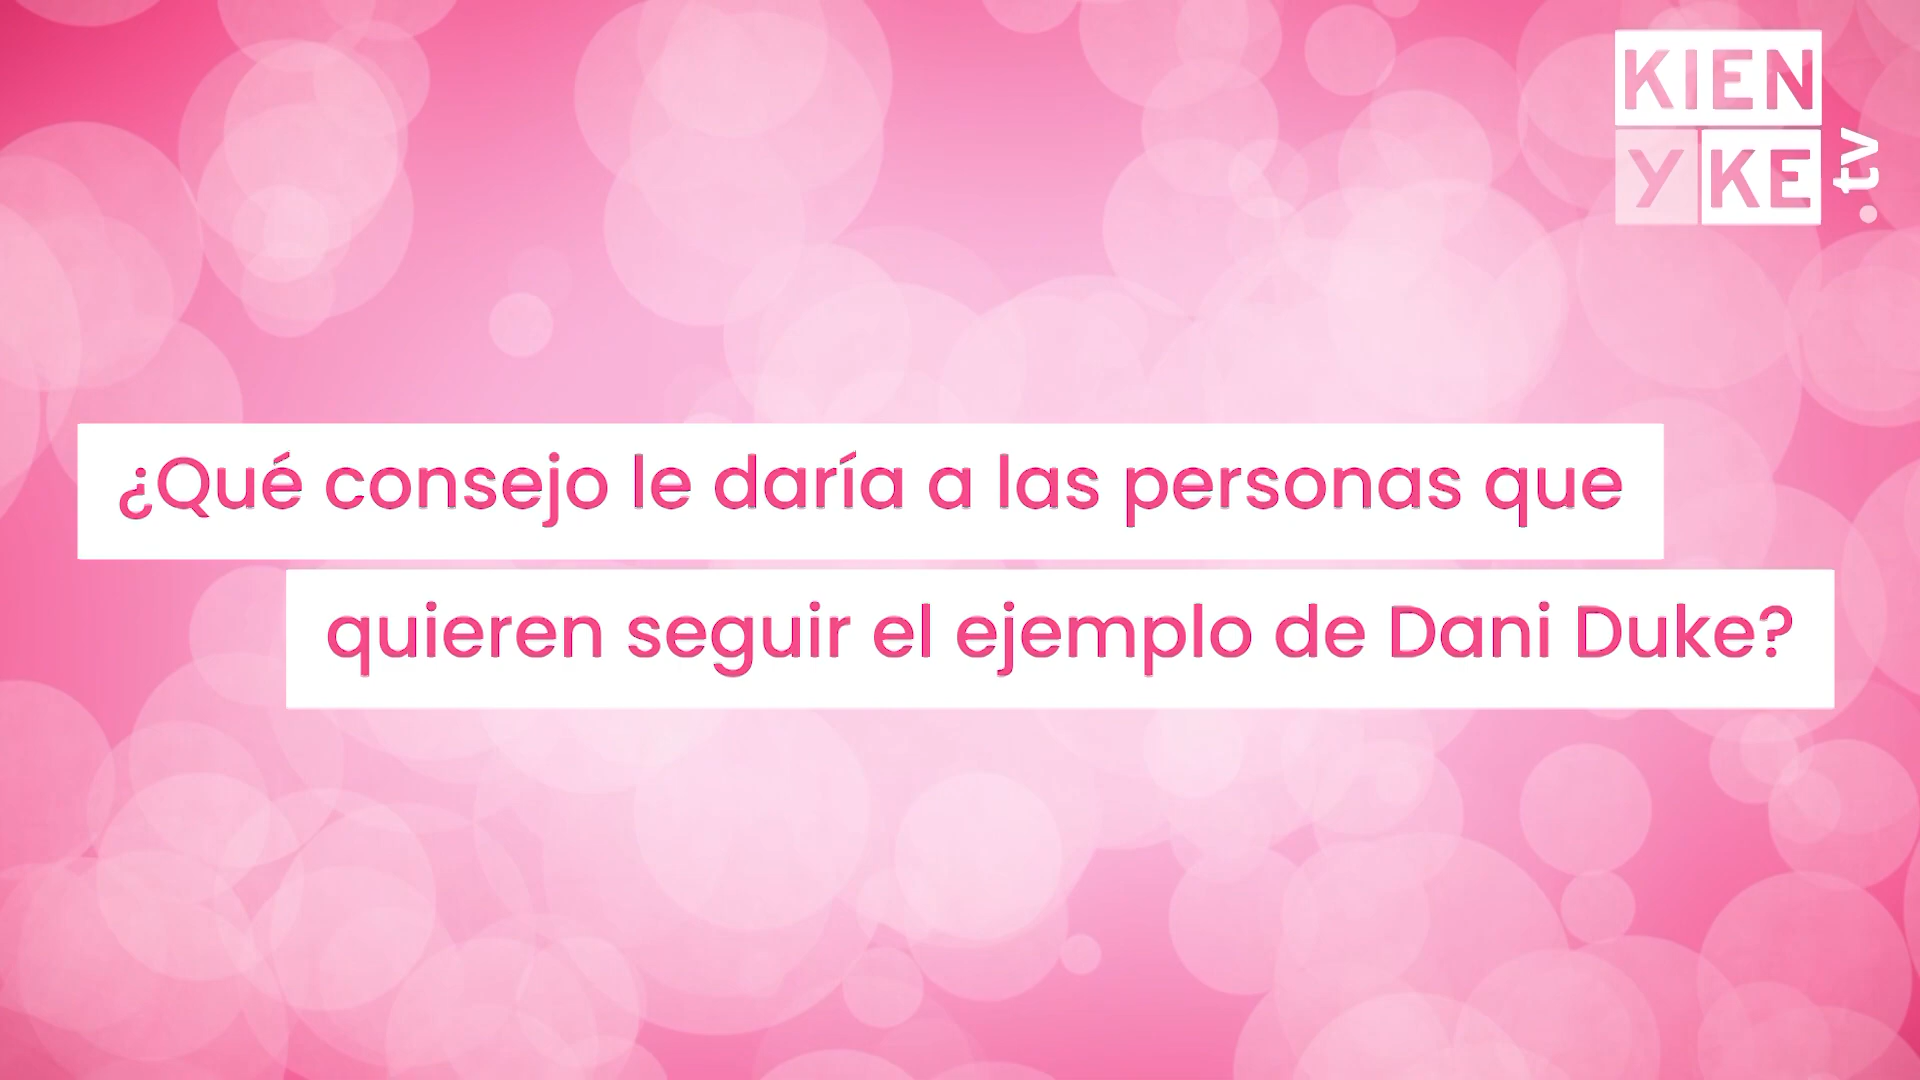 KIEN
YKE
.tv
¿Qué consejo le daría a las personas que
quieren seguir el ejemplo de Dani Duke?